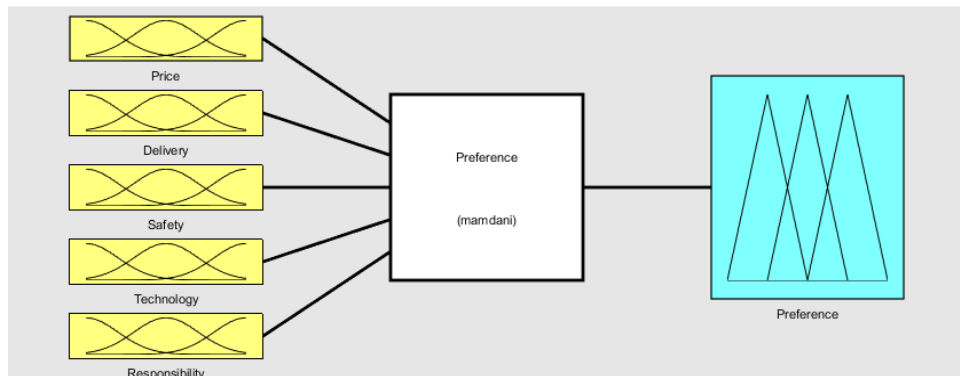 Price
Delivery
Safety
Technology
Responsibility
Preference
(mamdani)
Preference